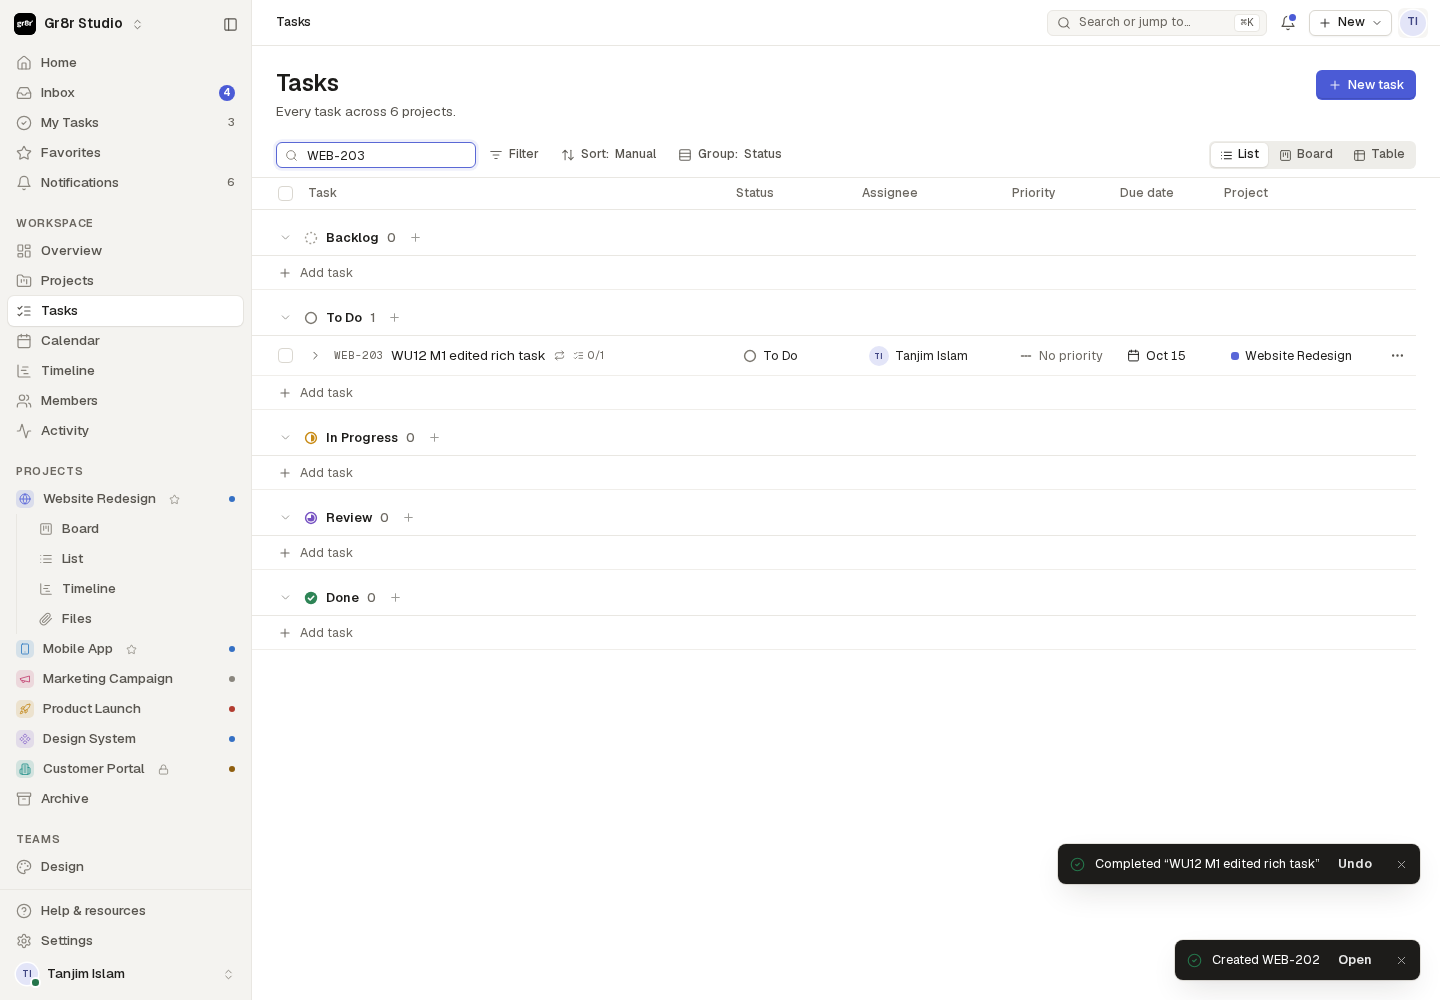 gr8r Gr8r Studio
Home
Inbox 4
My Tasks 3
Favorites
Notifications 6
WORKSPACE
Overview
Projects
Tasks
Calendar
Timeline
Members
Activity
PROJECTS
Website Redesign
Board
List
Timeline
Files
Mobile App
Marketing Campaign
Product Launch
Design System
Customer Portal
Archive
TEAMS
Design
Help & resources
Settings
TI Tanjim Islam
Tasks Search or jump to... ⌘K New TI
Tasks
New task
Every task across 6 projects.
WEB-203 Filter Sort: Manual Group: Status List Board Table
Task Status Assignee Priority Due date Project
Backlog 0
Add task
To Do 1
WEB-203 WU12 M1 edited rich task 0/1 To Do TI Tanjim Islam No priority Oct 15 Website Redesign
Add task
In Progress 0
Add task
Review 0
Add task
Done 0
Add task
Completed “WU12 M1 edited rich task” Undo
Created WEB-202 Open